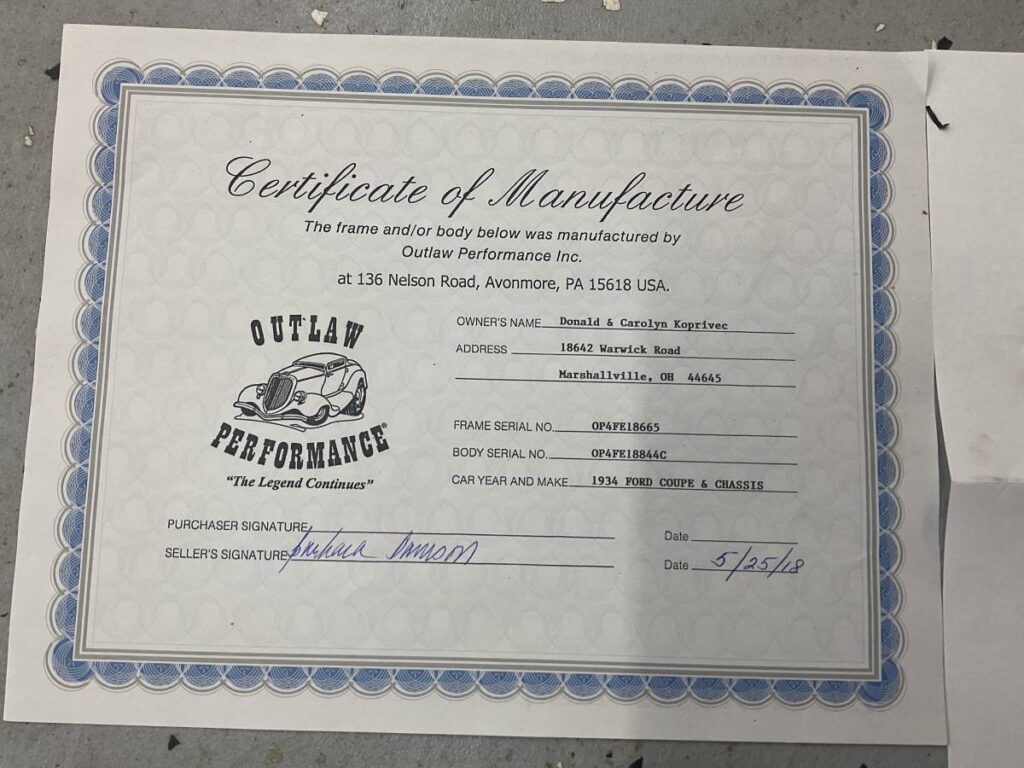 Certificate of Manufacture
The frame and/or body below was manufactured by
Outlaw Performance Inc.
at 136 Nelson Road, Avonmore, PA 15618 USA.
OUTLAW
PERFORMANCE®
"The Legend Continues"
OWNER'S NAME Donald & Carolyn Koprivec
ADDRESS 18642 Warwick Road
Marshallville, OH 44645
FRAME SERIAL NO. OP4FE18665
BODY SERIAL NO. OP4FE18844C
CAR YEAR AND MAKE 1934 FORD COUPE & CHASSIS
PURCHASER SIGNATURE Date
SELLER'S SIGNATURE Date 5/25/18